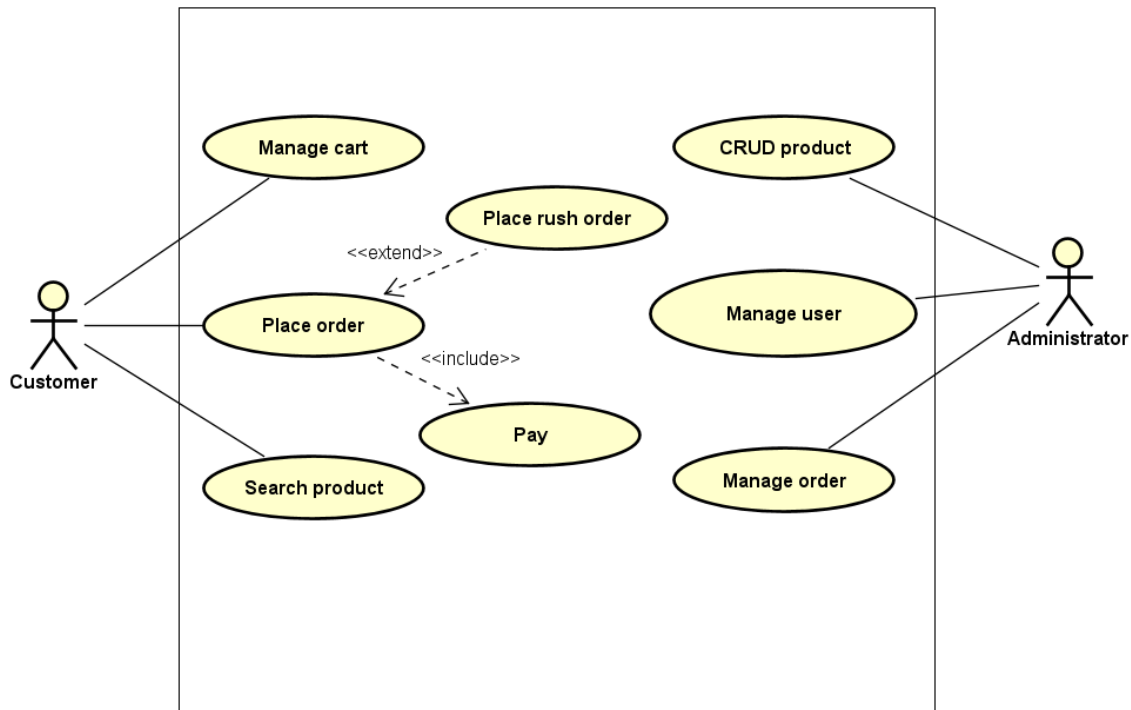 Manage cart
CRUD product
Place rush order
<<extend>>
Place order
Manage user
Administrator
<<include>>
Customer
Pay
Search product
Manage order